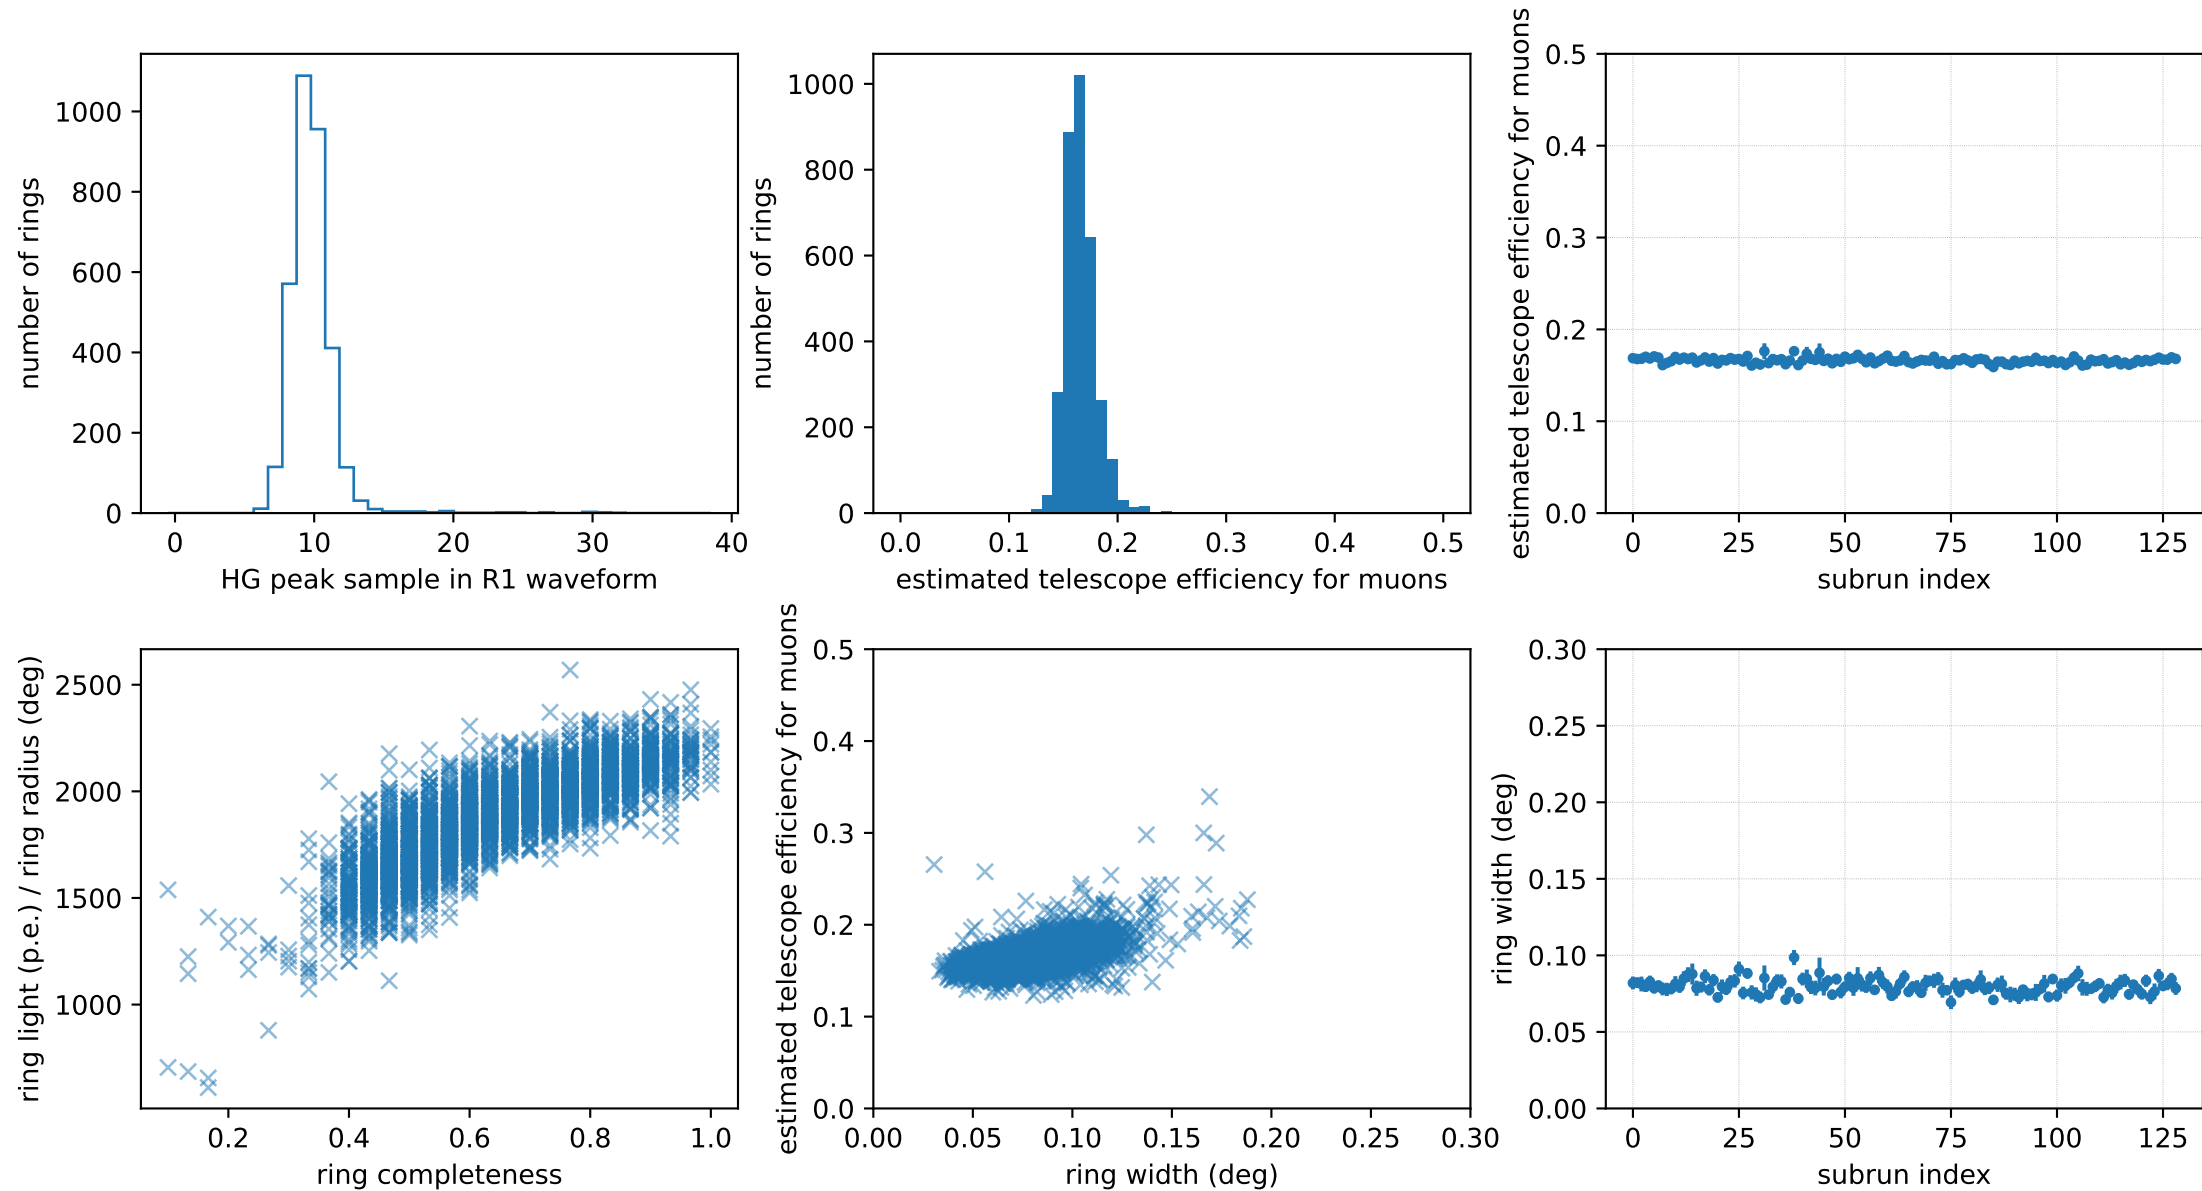 number of rings
1000
800
600
400
200
0
0 10 20 30 40
HG peak sample in R1 waveform
number of rings
1000
800
600
400
200
0
0.0 0.1 0.2 0.3 0.4 0.5
estimated telescope efficiency for muons
estimated telescope efficiency for muons
0.5
0.4
0.3
0.2
0.1
0.0
0 25 50 75 100 125
subrun index
ring light (p.e.) / ring radius (deg)
2500
2000
1500
1000
0.2 0.4 0.6 0.8 1.0
ring completeness
estimated telescope efficiency for muons
0.5
0.4
0.3
0.2
0.1
0.0
0.00 0.05 0.10 0.15 0.20 0.25 0.30
ring width (deg)
ring width (deg)
0.30
0.25
0.20
0.15
0.10
0.05
0.00
0 25 50 75 100 125
subrun index